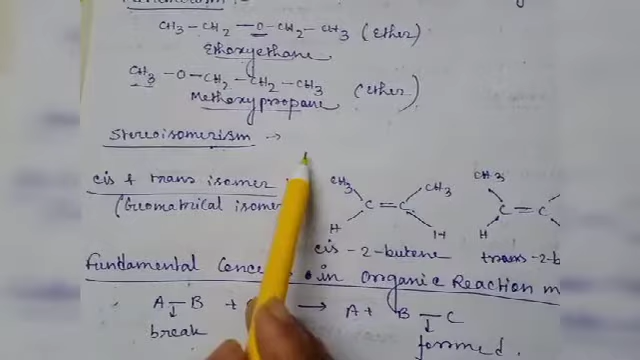 CH3 — CH2 — O — CH2 — CH3 (Ether)
Ethoxyethane
CH3 — O — CH2 — CH2 — CH3 (Ether)
Methoxypropane
Stereoisomerism →
cis & trans isomer
(Geomatrical isomer
CH3 CH3
C = C
H H
cis - 2 - butene
CH3
C = C
H
trans - 2 - b
Fundamental Conce in Organic Reaction m
A — B + → A + B — C
break formed.